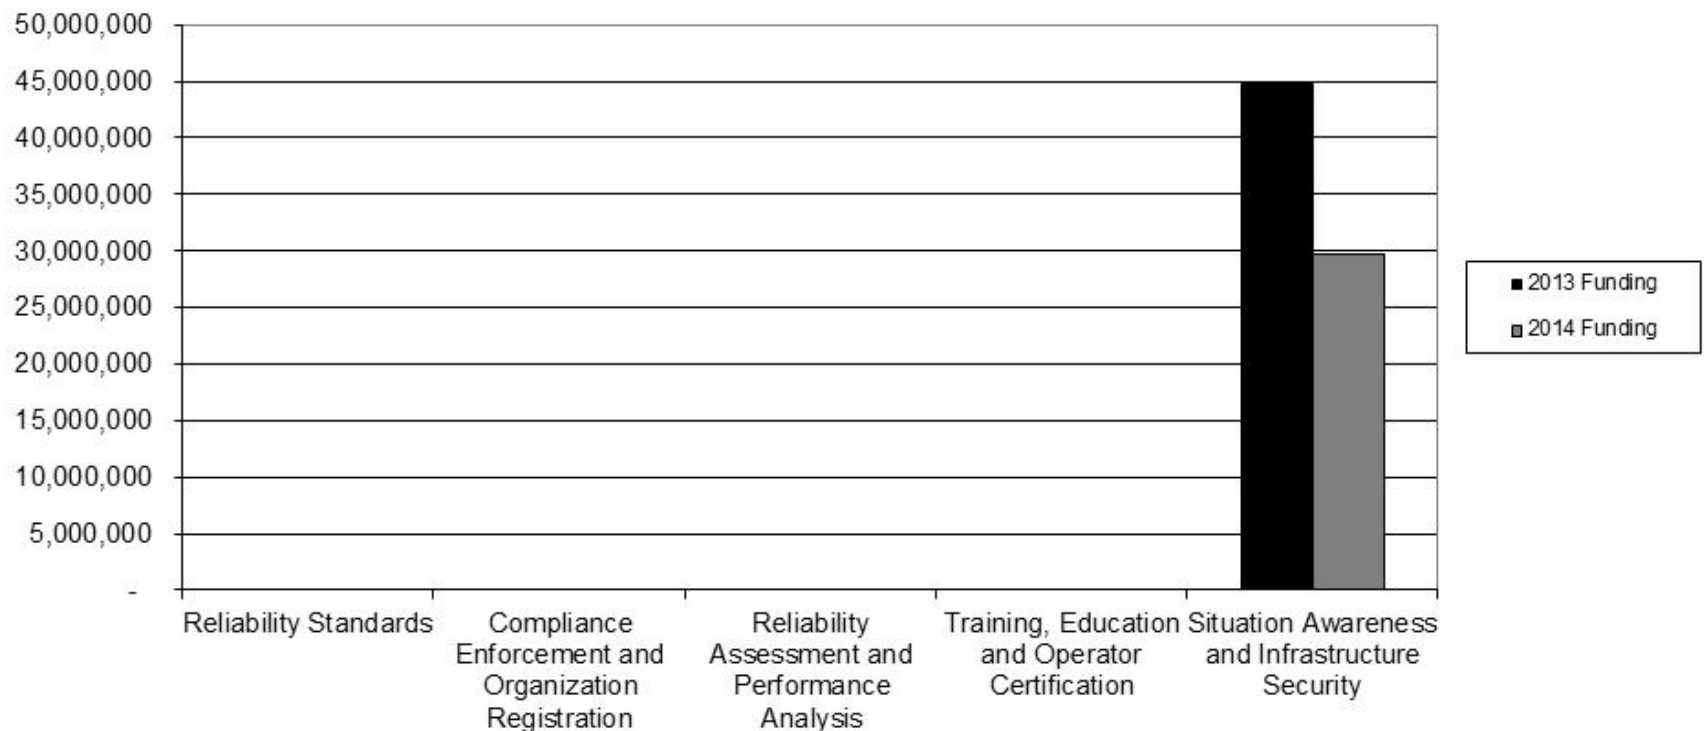 50,000,000
45,000,000
40,000,000
35,000,000
30,000,000
25,000,000
20,000,000
15,000,000
10,000,000
5,000,000
-
Reliability Standards
Compliance
Enforcement and
Organization
Registration
Reliability
Assessment and
Performance
Analysis
Training, Education
and Operator
Certification
Situation Awareness
and Infrastructure
Security
2013 Funding
2014 Funding